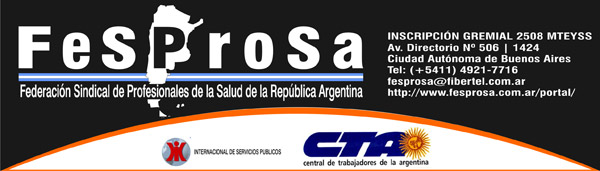 FeSProSa
Federación Sindical de Profesionales de la Salud de la República Argentina
INSCRIPCIÓN GREMIAL 2508 MTEYSS
Av. Directorio Nº 506 | 1424
Ciudad Autónoma de Buenos Aires
Tel: (+5411) 4921-7716
fesprosa@fibertel.com.ar
http://www.fesprosa.com.ar/portal/
INTERNACIONAL DE SERVICIOS PUBLICOS
CTA
central de trabajadores de la argentina